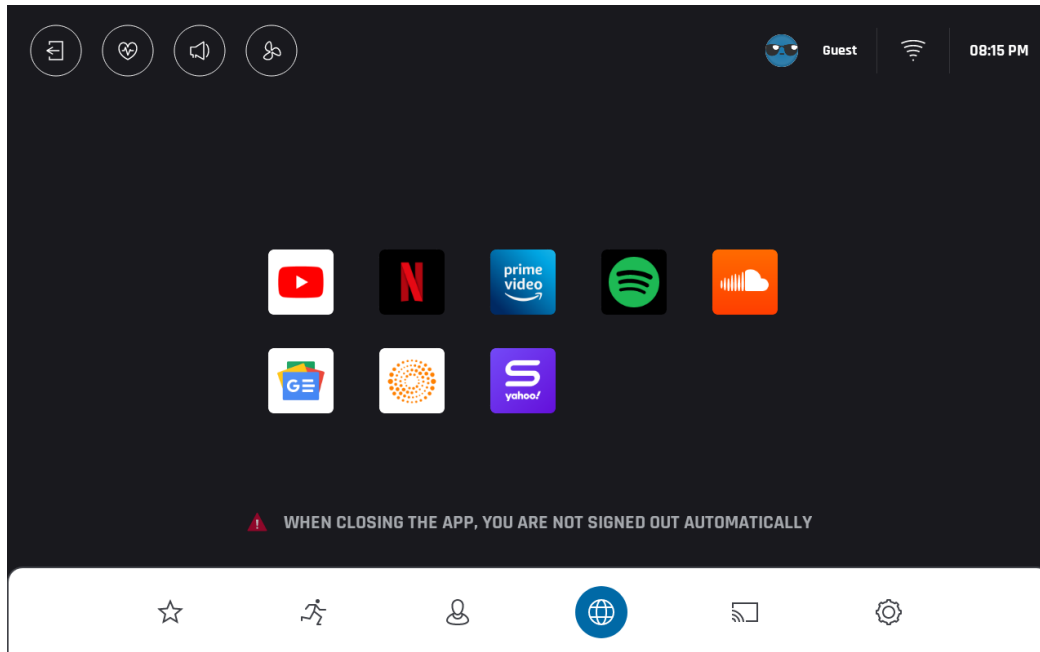 Guest
08:15 PM
N
prime
video
G
S
yahoo!
WHEN CLOSING THE APP, YOU ARE NOT SIGNED OUT AUTOMATICALLY